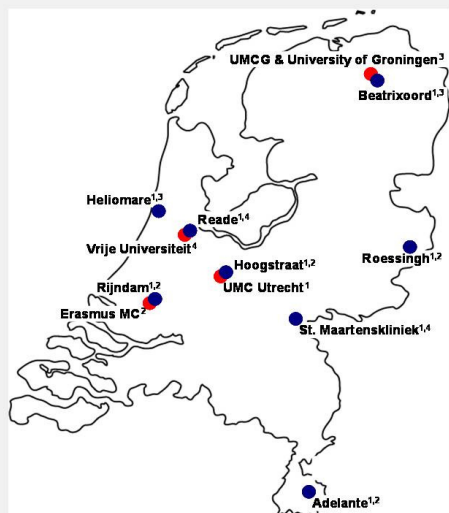 UMCG & University of Groningen³
Beatrixoord¹,³
Heliomare¹,³
Reade¹,⁴
Vrije Universiteit⁴
Roessingh¹,²
Hoogstraat¹,²
UMC Utrecht¹
Rijndam¹,²
Erasmus MC²
St. Maartenskliniek¹,⁴
Adelante¹,²